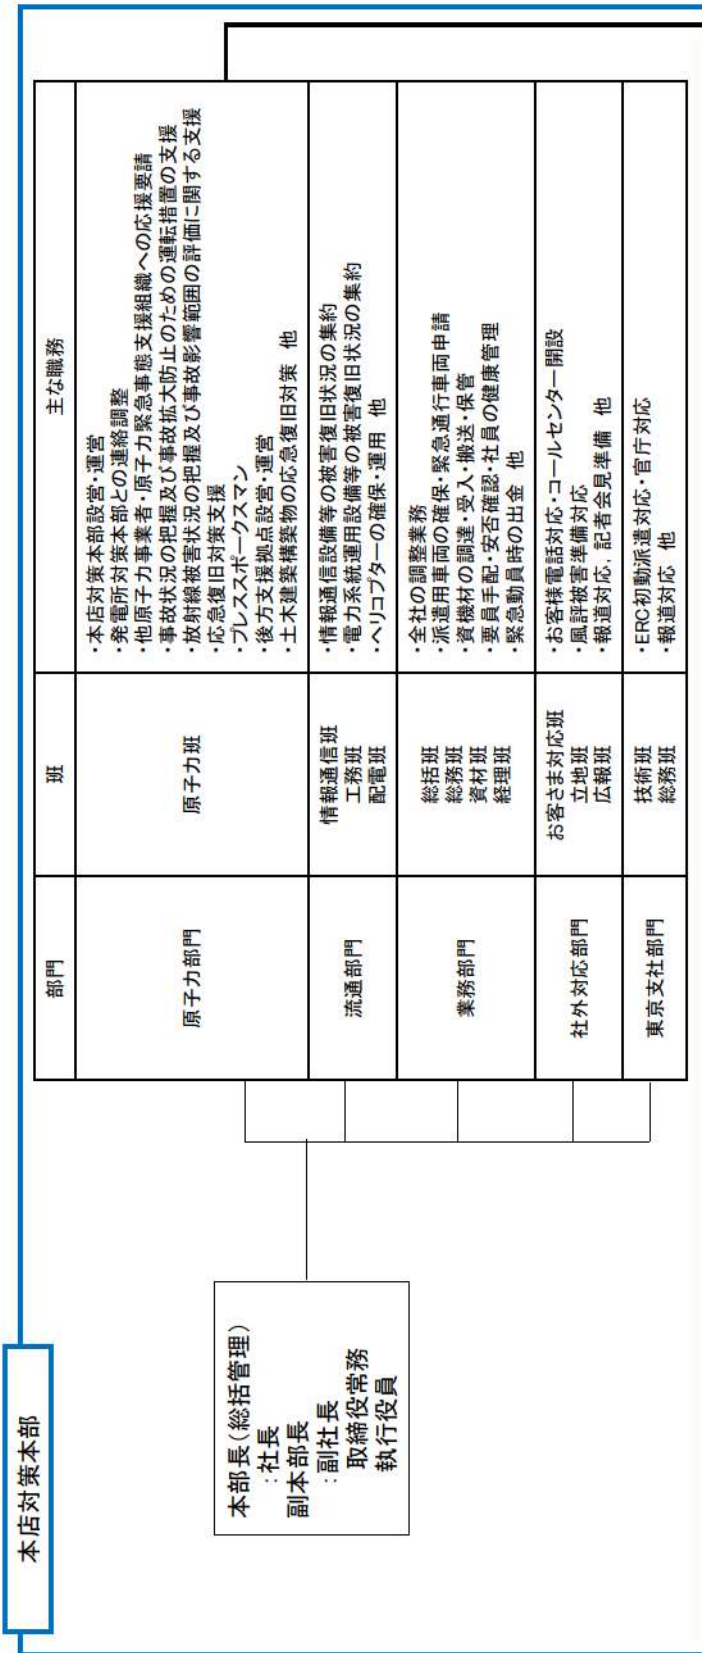 本店対策本部
本部長(総括管理)
:社長
副本部長
:副社長
取締役常務
執行役員
部門
班
主な職務
原子力部門
原子力班
・本店対策本部設営・運営
・発電所対策本部との連絡調整
・他原子力事業者・原子力緊急事態支援組織への応援要請
事故状況の把握及び事故拡大防止のための運転措置の支援
・放射線被害状況の把握及び事故影響範囲の評価に関する支援
応急復旧対策支援
・プレススポークスマン
・後方支援拠点設営・運営
・土木建築構築物の応急復旧対策 他
流通部門
情報通信班
工務班
配電班
・情報通信設備等の被害復旧状況の集約
・電力系統運用設備等の被害復旧状況の集約
・ヘリコプターの確保・運用 他
業務部門
総括班
総務班
資材班
経理班
・全社の調整業務
・派遣用車両の確保・緊急通行車両申請
・資機材の調達・受入・搬送・保管
・要員手配・安否確認・社員の健康管理
・緊急動員時の出金 他
社外対応部門
お客さま対応班
立地班
広報班
・お客様電話対応・コールセンター開設
・風評被害準備対応
・報道対応,記者会見準備 他
東京支社部門
技術班
総務班
・ERC初動派遣対応・官庁対応
・報道対応 他